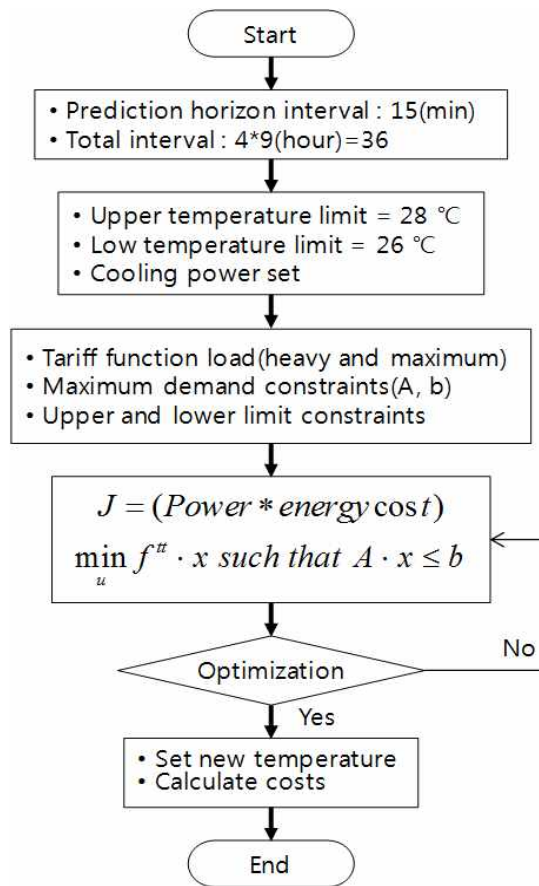 Start
• Prediction horizon interval : 15(min)
• Total interval : 4*9(hour)=36
• Upper temperature limit = 28 ℃
• Low temperature limit = 26 ℃
• Cooling power set
• Tariff function load(heavy and maximum)
• Maximum demand constraints(A, b)
• Upper and lower limit constraints
J = (Power * energy cost)
min f^tt · x such that A · x ≤ b
u
Optimization
No
Yes
• Set new temperature
• Calculate costs
End